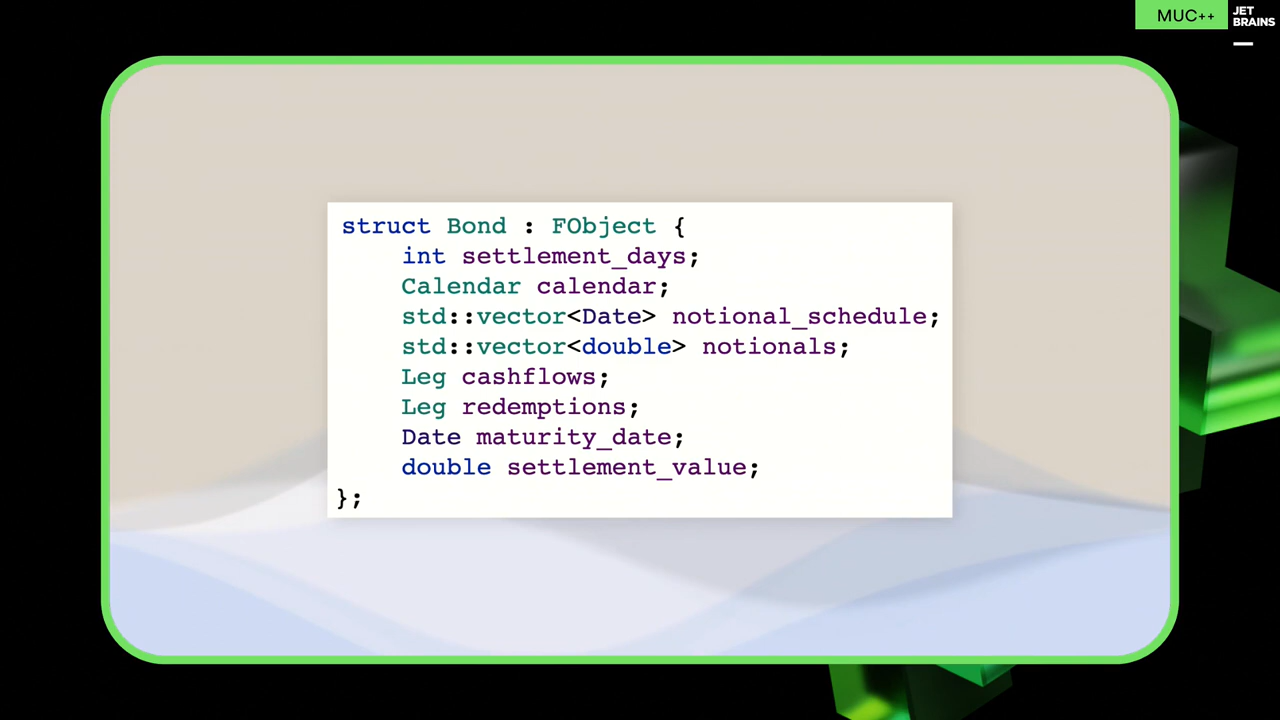 MUC++
JET
BRAINS
struct Bond : FObject {
    int settlement_days;
    Calendar calendar;
    std::vector<Date> notional_schedule;
    std::vector<double> notionals;
    Leg cashflows;
    Leg redemptions;
    Date maturity_date;
    double settlement_value;
};